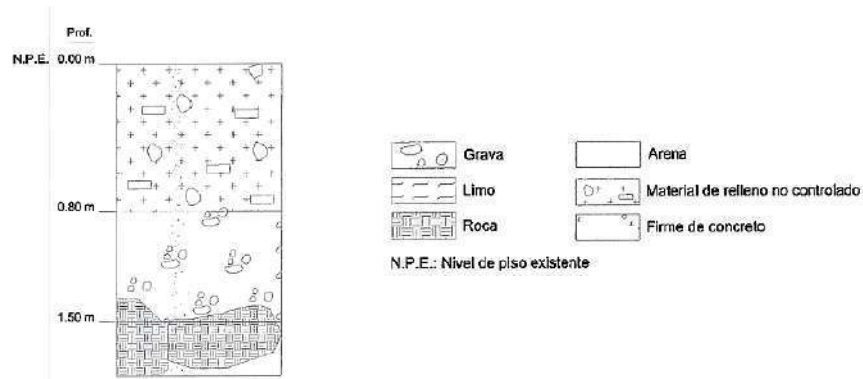 Prof.
N.P.E. 0.00 m
0.80 m
1.50 m
Grava
Limo
Roca
Arena
Material de relleno no controlado
Firme de concreto
N.P.E.: Nivel de piso existente